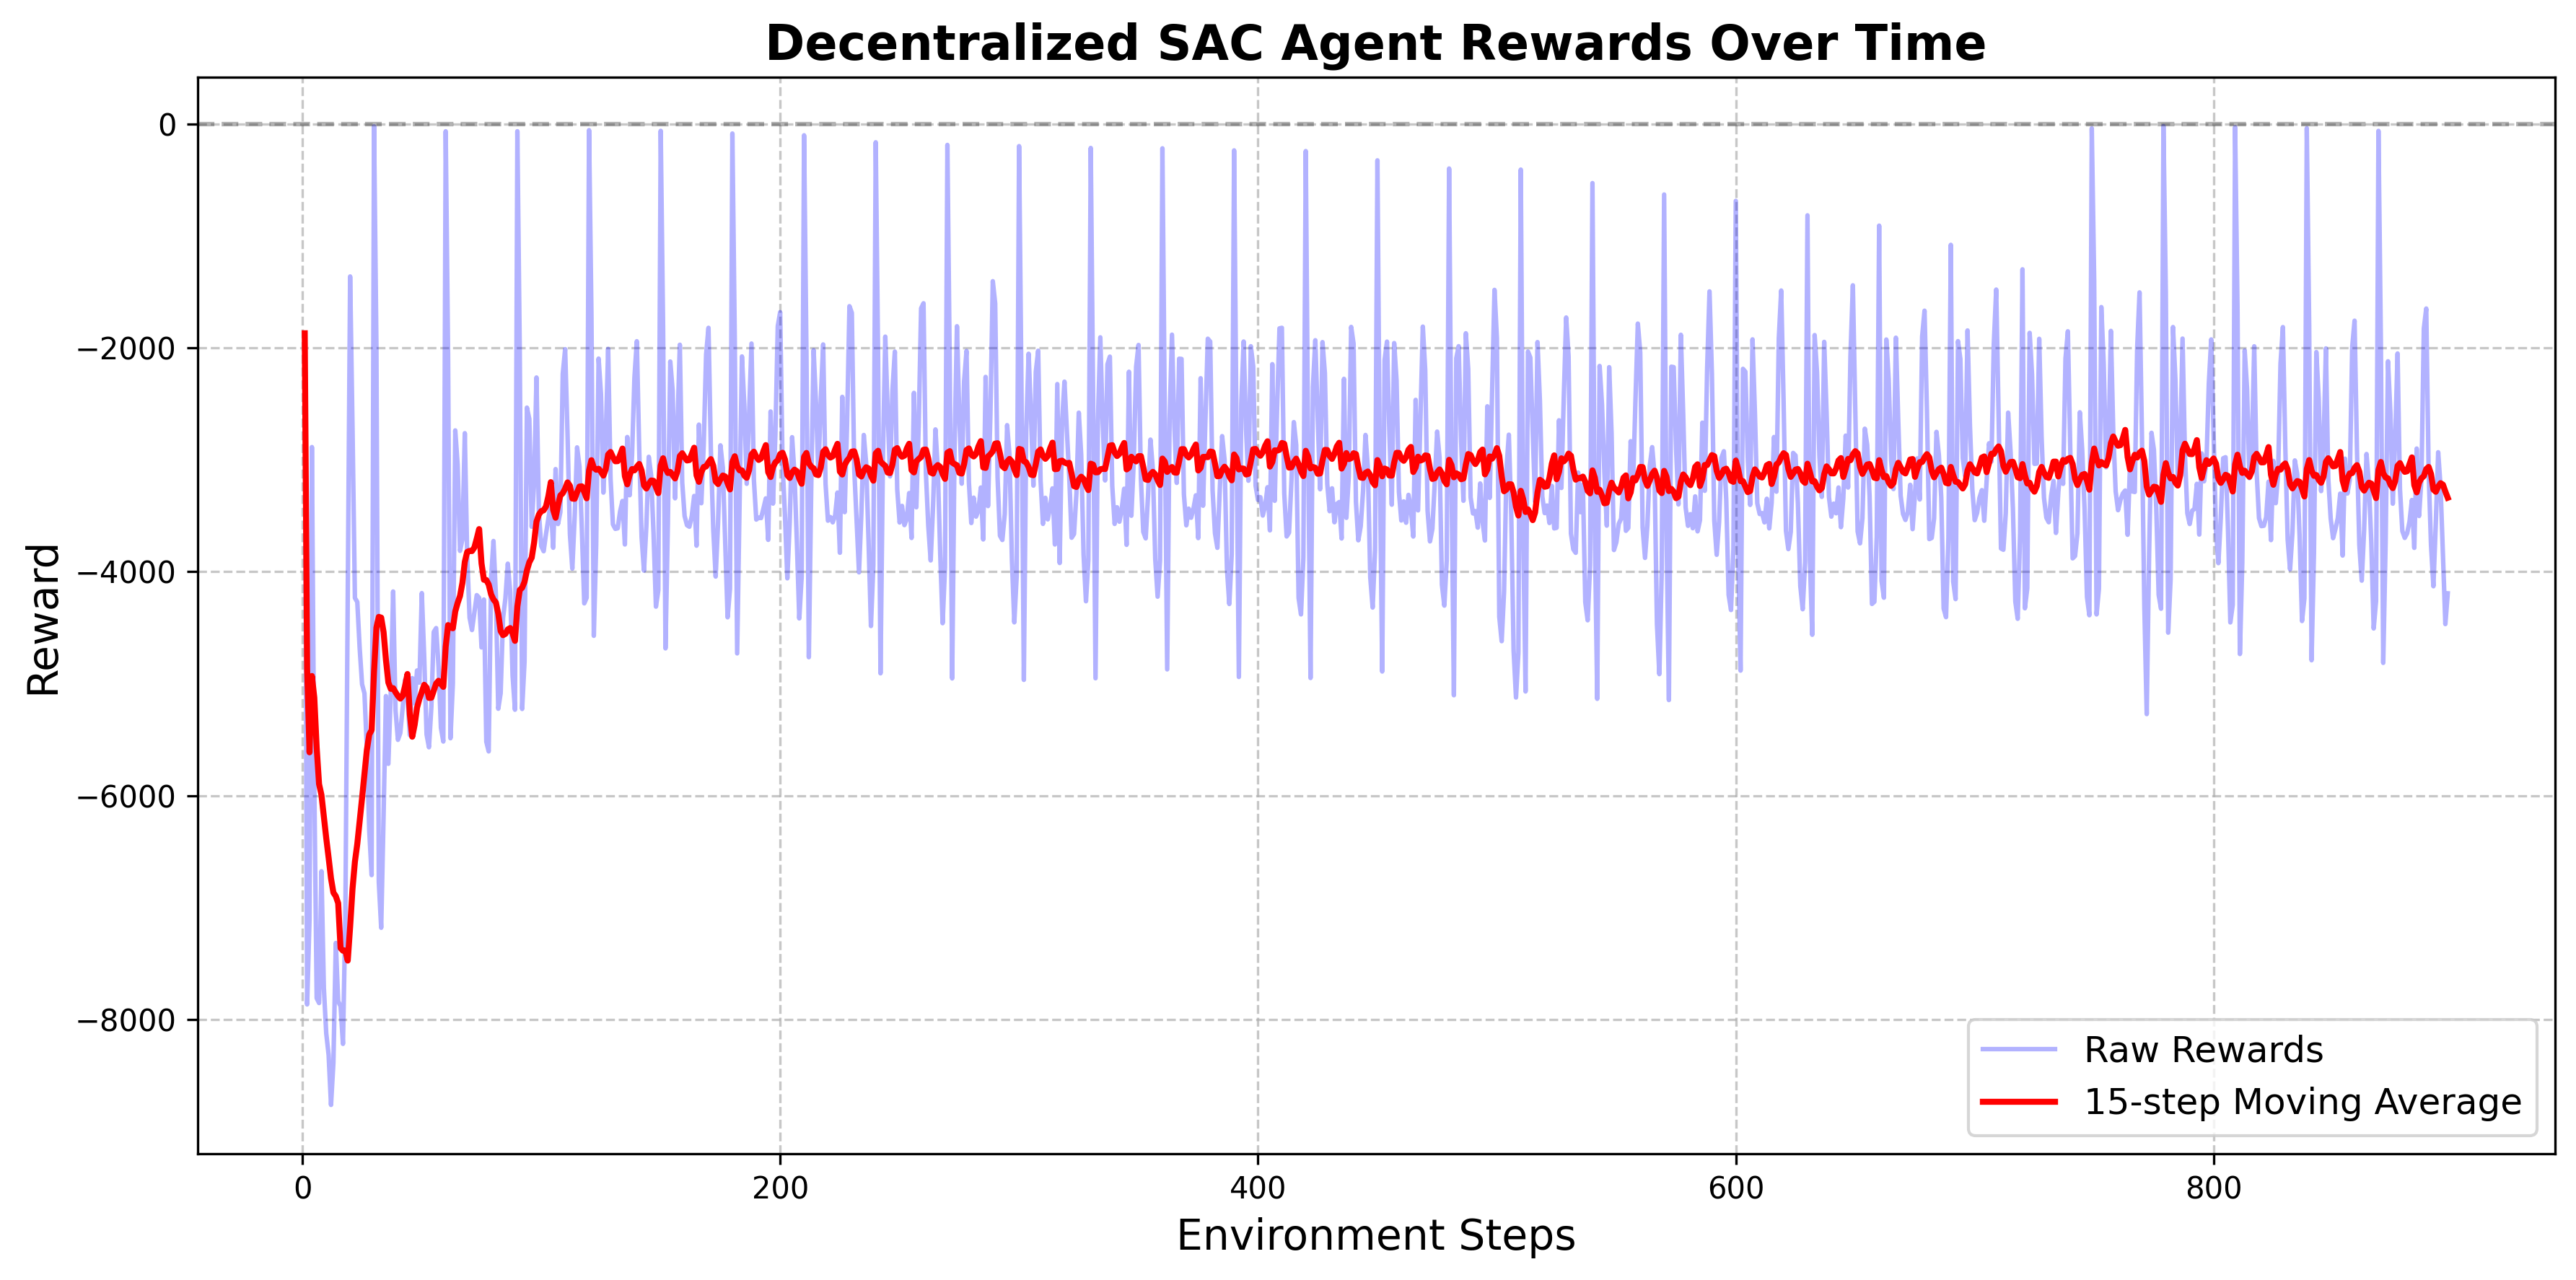 Decentralized SAC Agent Rewards Over Time
0
−2000
−4000
−6000
−8000
Reward
0
200
400
600
800
Environment Steps
Raw Rewards
15-step Moving Average